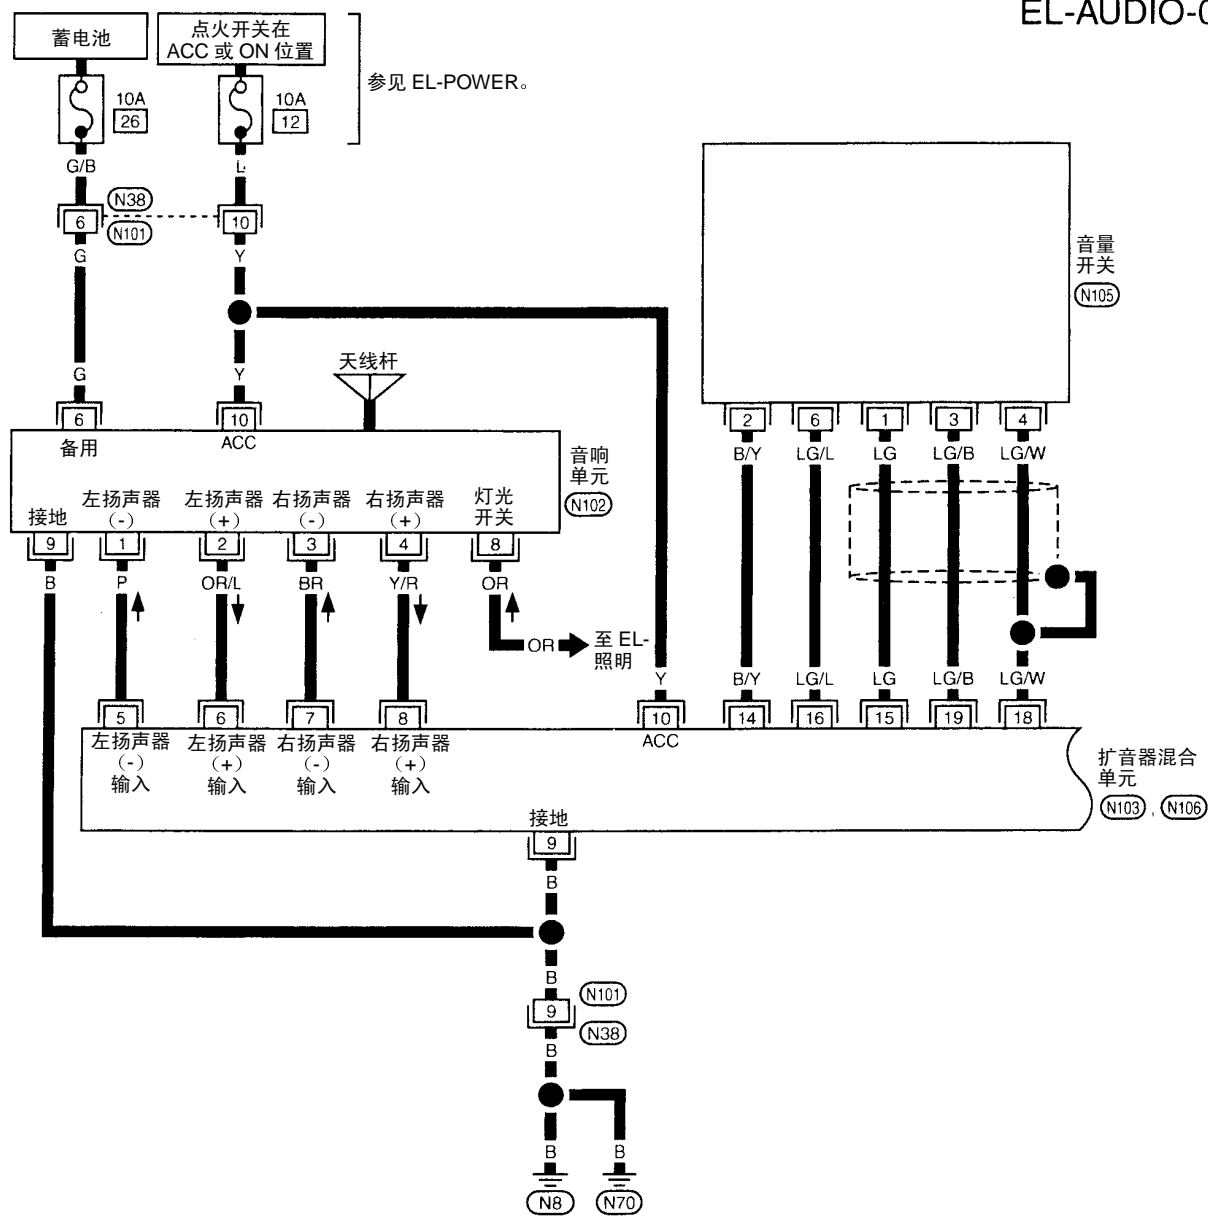 EL-AUDIO-0
蓄电池
点火开关在
ACC 或 ON 位置
参见 EL-POWER。
10A
26
10A
12
G/B
L
N38
6
10
N101
G
Y
音量
开关
N105
G
Y
天线杆
6
10
备用
ACC
音响
单元
N102
接地
左扬声器
(-)
左扬声器
(+)
右扬声器
(-)
右扬声器
(+)
灯光
开关
9
1
2
3
4
8
B
P
OR/L
BR
Y/R
OR
OR
至 EL-
照明
2
6
1
3
4
B/Y
LG/L
LG
LG/B
LG/W
Y
B/Y
LG/L
LG
LG/B
LG/W
5
6
7
8
10
14
16
15
19
18
左扬声器
(-)
输入
左扬声器
(+)
输入
右扬声器
(-)
输入
右扬声器
(+)
输入
ACC
扩音器混合
单元
N103 , N106
接地
9
B
B
N101
9
N38
B
B
B
N8
N70